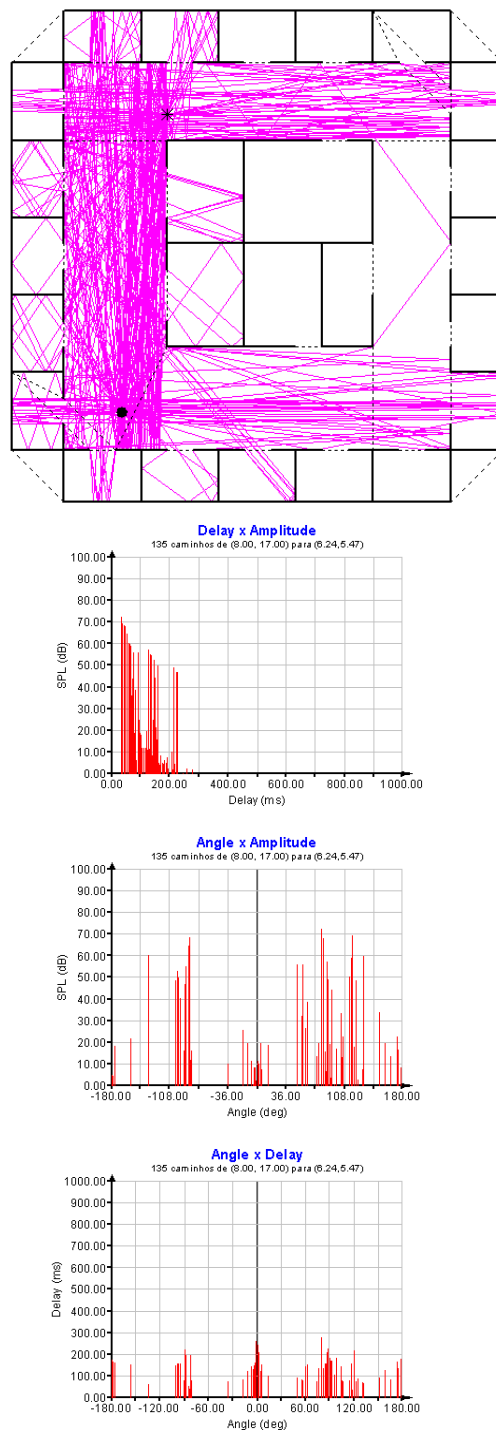 Delay x Amplitude
135 caminhos de (8.00, 17.00) para (6.24,5.47)
100.00
90.00
80.00
70.00
60.00
50.00
40.00
30.00
20.00
10.00
0.00
SPL (dB)
0.00 200.00 400.00 600.00 800.00 1000.00
Delay (ms)
Angle x Amplitude
135 caminhos de (8.00, 17.00) para (6.24,5.47)
100.00
90.00
80.00
70.00
60.00
50.00
40.00
30.00
20.00
10.00
0.00
SPL (dB)
-180.00 -108.00 -36.00 36.00 108.00 180.00
Angle (deg)
Angle x Delay
135 caminhos de (8.00, 17.00) para (6.24,5.47)
1000.00
900.00
800.00
700.00
600.00
500.00
400.00
300.00
200.00
100.00
0.00
Delay (ms)
-180.00 -120.00 -60.00 0.00 60.00 120.00 180.00
Angle (deg)